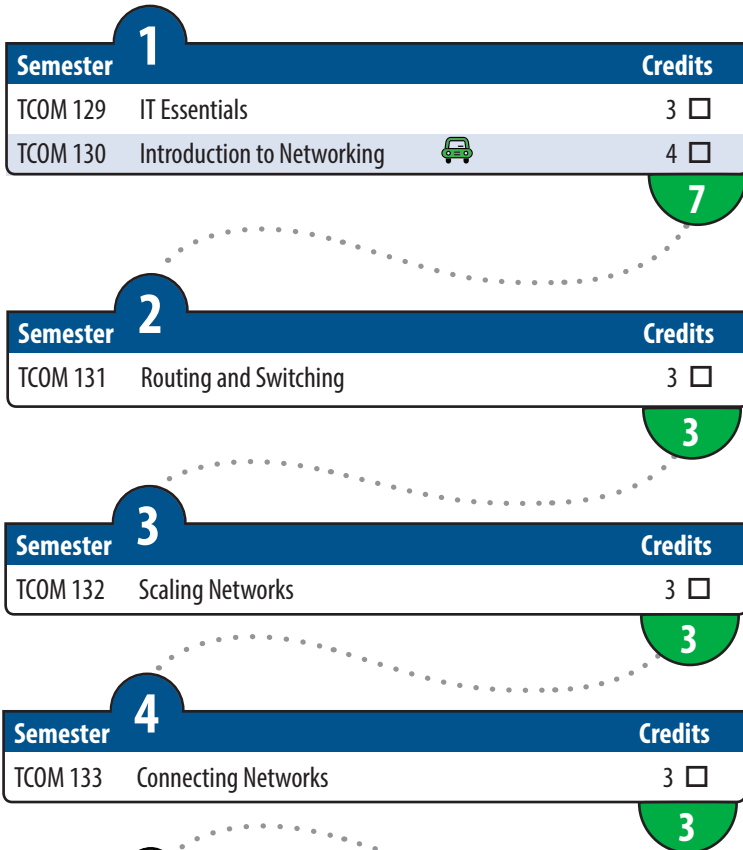 Semester 1 Credits
TCOM 129 IT Essentials 3
TCOM 130 Introduction to Networking 4
7
Semester 2 Credits
TCOM 131 Routing and Switching 3
3
Semester 3 Credits
TCOM 132 Scaling Networks 3
3
Semester 4 Credits
TCOM 133 Connecting Networks 3
3